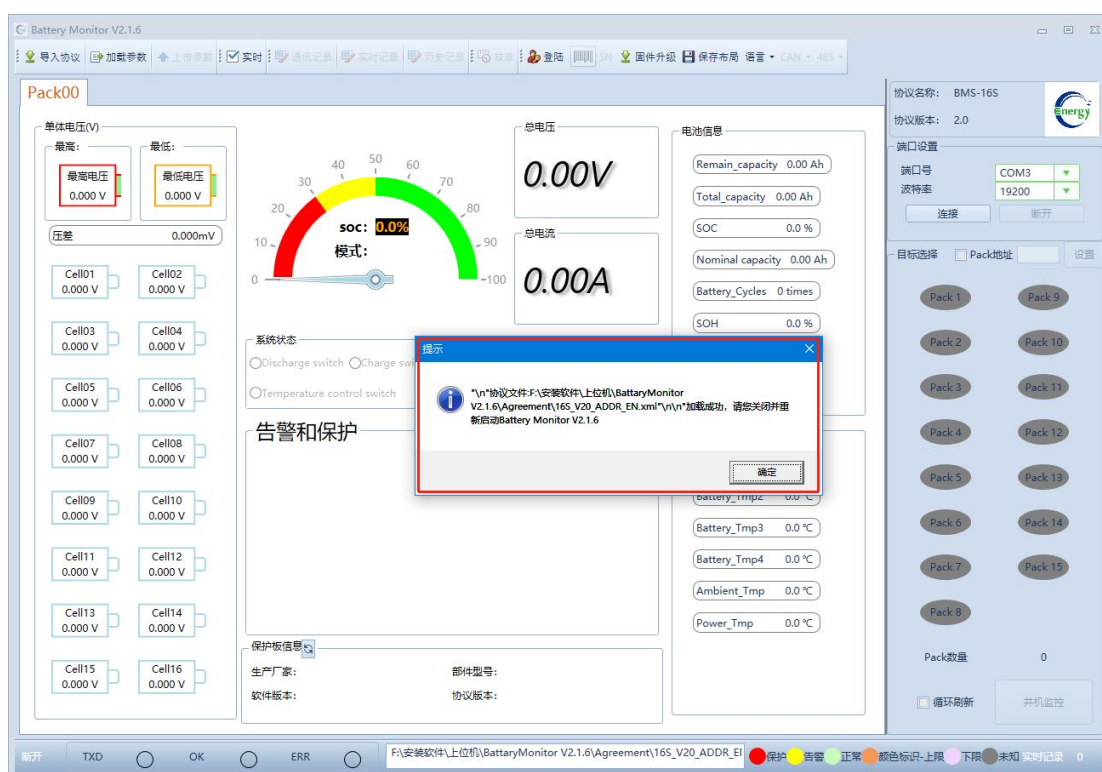 Battery Monitor V2.1.6
导入协议 加载参数 上传参数 实时 通讯记录 实时记录 历史记录 校准 登陆 SN 固件升级 保存布局 语言 CAN 485
Pack00
单体电压(V)
最高: 最低:
最高电压 最低电压
0.000 V 0.000 V
压差 0.000mV
Cell01 Cell02
0.000 V 0.000 V
Cell03 Cell04
0.000 V 0.000 V
Cell05 Cell06
0.000 V 0.000 V
Cell07 Cell08
0.000 V 0.000 V
Cell09 Cell10
0.000 V 0.000 V
Cell11 Cell12
0.000 V 0.000 V
Cell13 Cell14
0.000 V 0.000 V
Cell15 Cell16
0.000 V 0.000 V
0 10 20 30 40 50 60 70 80 90 100
soc: 0.0%
模式:
总电压
0.00V
总电流
0.00A
系统状态
Discharge switch Charge swi
Temperature control switch
告警和保护
保护板信息
生产厂家: 部件型号:
软件版本: 协议版本:
电池信息
Remain_capacity 0.00 Ah
Total_capacity 0.00 Ah
SOC 0.0 %
Nominal capacity 0.00 Ah
Battery_Cycles 0 times
SOH 0.0 %
提示
"\n"协议文件:F:\安装软件\上位机\BattaryMonitor
V2.1.6\Agreement\16S_V20_ADDR_EN.xml"\n\n"加载成功，请您关闭并重
新启动Battery Monitor V2.1.6
确定
Battery_Tmp2 0.0 ℃
Battery_Tmp3 0.0 ℃
Battery_Tmp4 0.0 ℃
Ambient_Tmp 0.0 ℃
Power_Tmp 0.0 ℃
协议名称: BMS-16S
协议版本: 2.0
Energy
端口设置
端口号 COM3
波特率 19200
连接 断开
目标选择 Pack地址 设置
Pack 1 Pack 9
Pack 2 Pack 10
Pack 3 Pack 11
Pack 4 Pack 12
Pack 5 Pack 13
Pack 6 Pack 14
Pack 7 Pack 15
Pack 8
Pack数量 0
循环刷新 并机监控
断开 TXD OK ERR F:\安装软件\上位机\BattaryMonitor V2.1.6\Agreement\16S_V20_ADDR_EI 保护 告警 正常 颜色标识-上限 下限 未知 实时记录 0